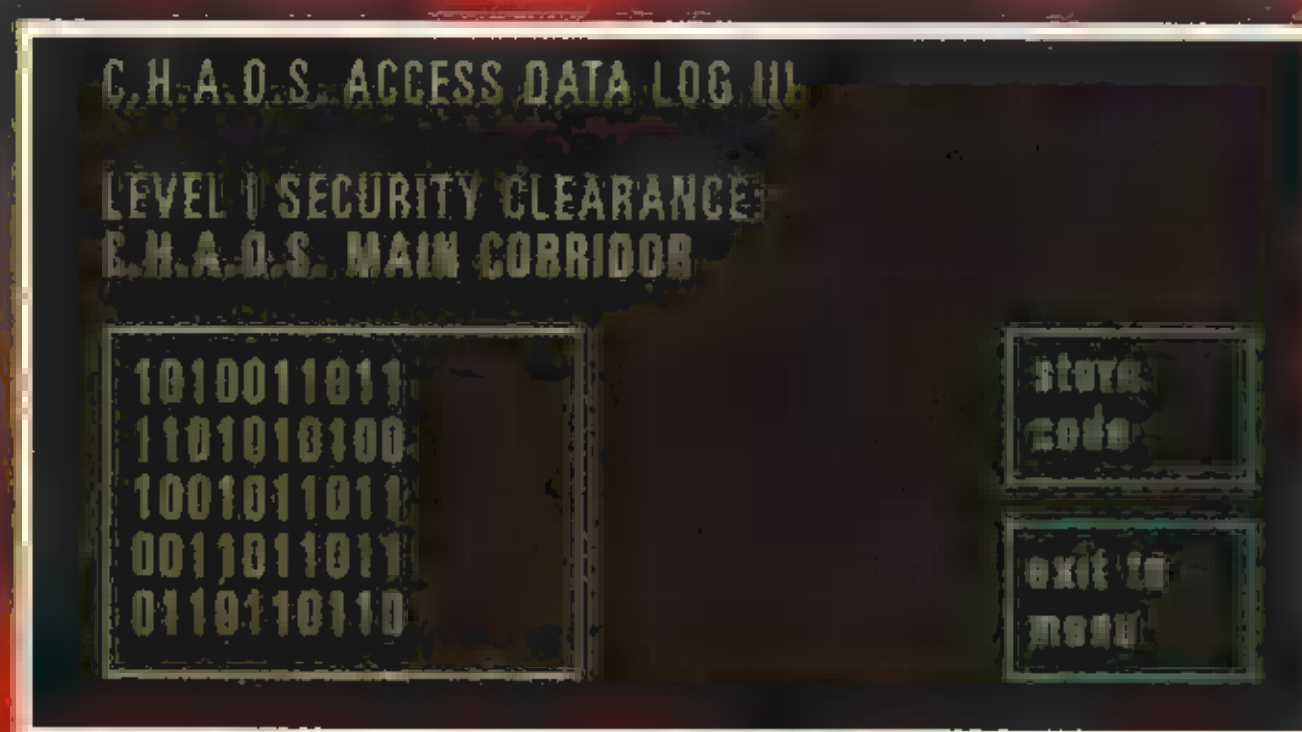 C.H.A.O.S. ACCESS DATA LOG III
LEVEL 1 SECURITY CLEARANCE:
C.H.A.O.S. MAIN CORRIDOR
1010011011
1101010100
1001011011
0011011011
0110110110
store
code
exit to
menu